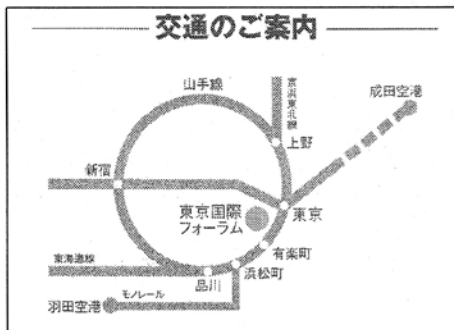 交通のご案内
山手線
京浜東北線
成田空港
上野
新宿
東京
東京国際
フォーラム
有楽町
東海道線
浜松町
品川
モノレール
羽田空港